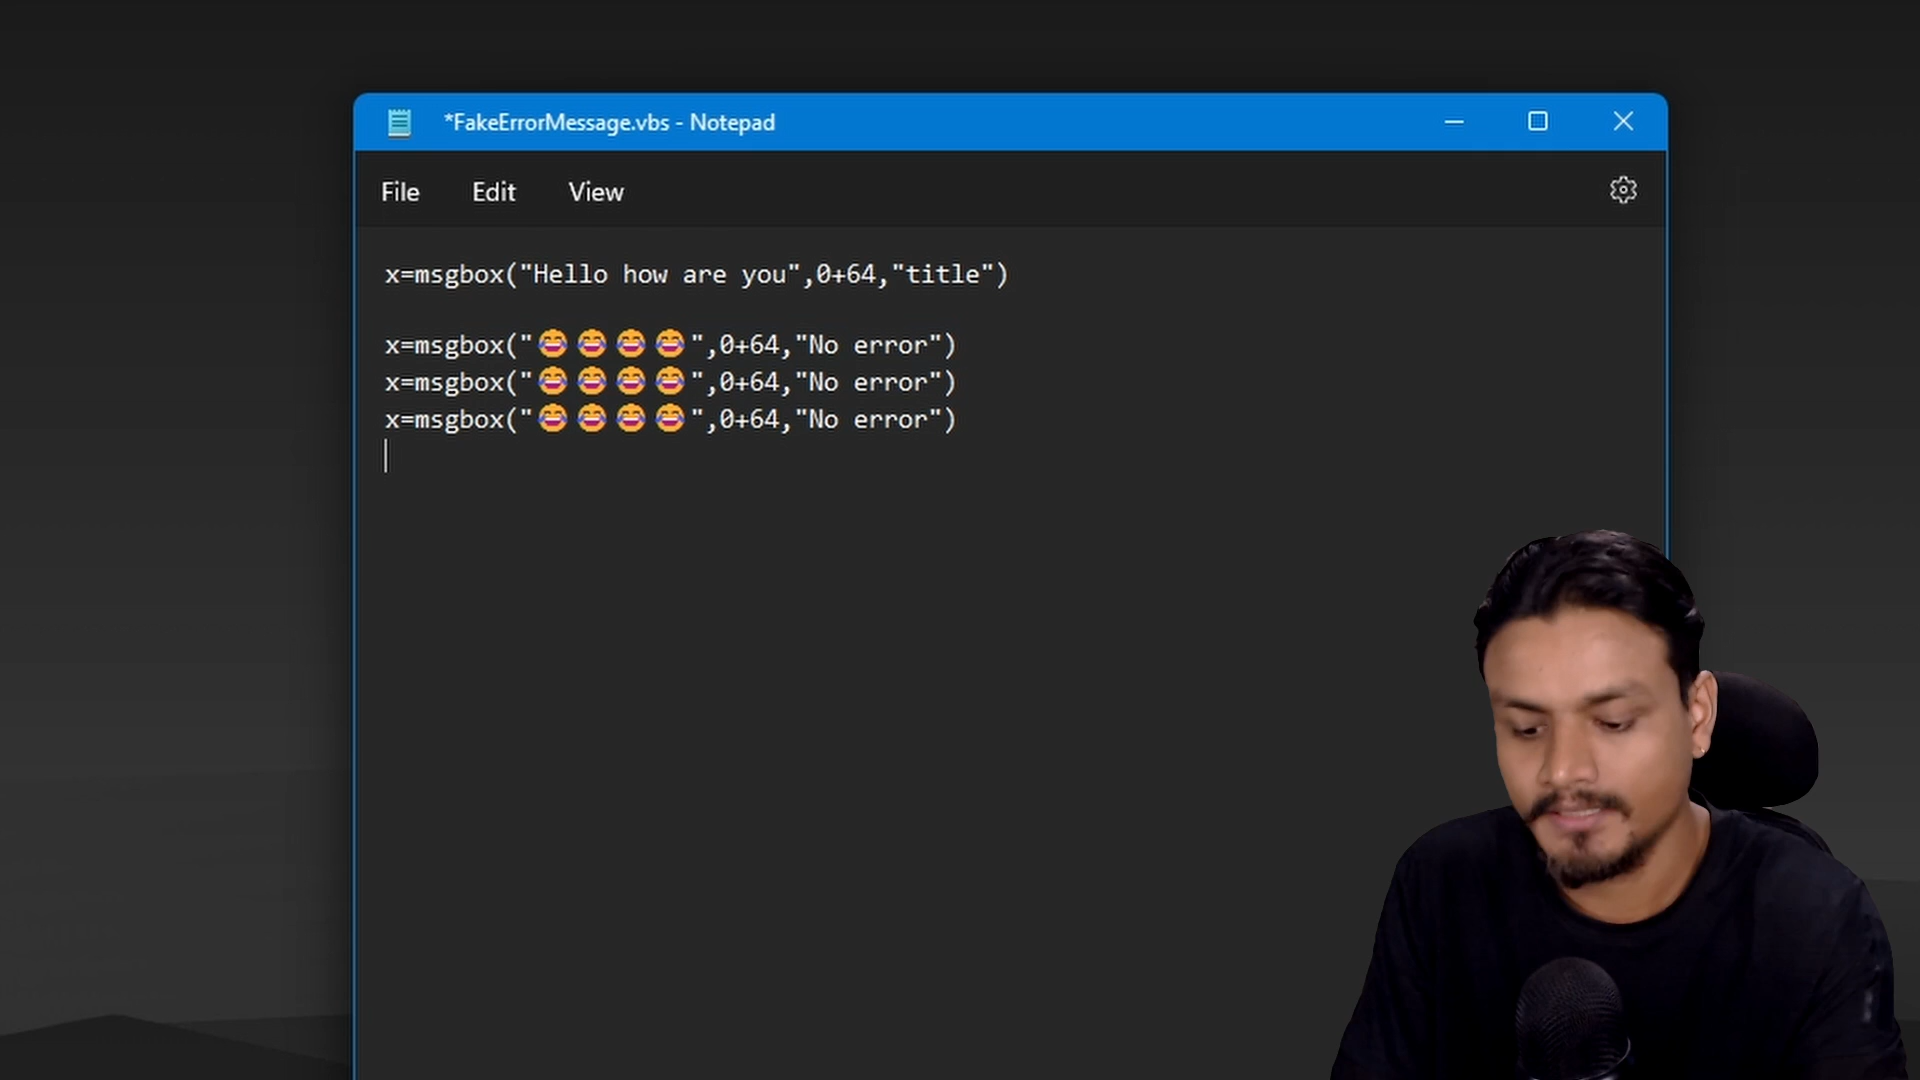 *FakeErrorMessage.vbs - Notepad
File Edit View
x=msgbox("Hello how are you",0+64,"title")
x=msgbox("😂😂😂😂",0+64,"No error")
x=msgbox("😂😂😂😂",0+64,"No error")
x=msgbox("😂😂😂😂",0+64,"No error")